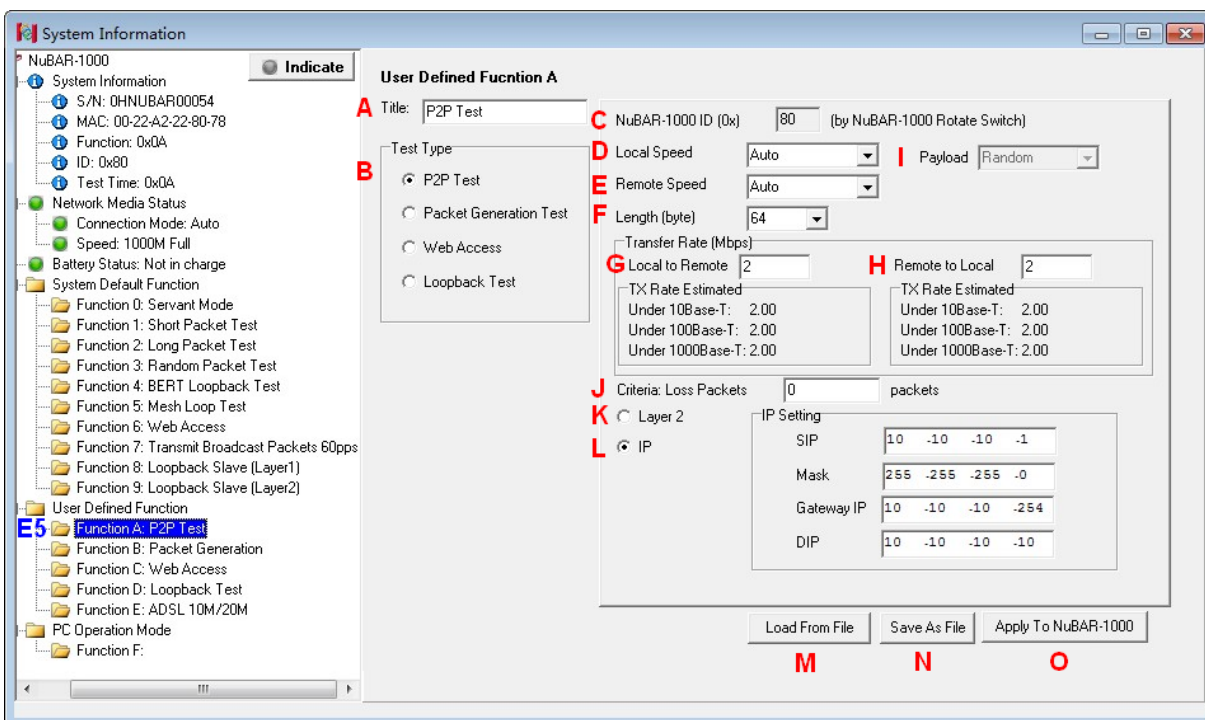 System Information
NuBAR-1000
Indicate
System Information
S/N: 0HNUBAR00054
MAC: 00-22-A2-22-80-78
Function: 0x0A
ID: 0x80
Test Time: 0x0A
Network Media Status
Connection Mode: Auto
Speed: 1000M Full
Battery Status: Not in charge
System Default Function
Function 0: Servant Mode
Function 1: Short Packet Test
Function 2: Long Packet Test
Function 3: Random Packet Test
Function 4: BERT Loopback Test
Function 5: Mesh Loop Test
Function 6: Web Access
Function 7: Transmit Broadcast Packets 60pps
Function 8: Loopback Slave (Layer1)
Function 9: Loopback Slave (Layer2)
User Defined Function
E5 Function A: P2P Test
Function B: Packet Generation
Function C: Web Access
Function D: Loopback Test
Function E: ADSL 10M/20M
PC Operation Mode
Function F:
User Defined Fucntion A
A Title: P2P Test
Test Type
B P2P Test
Packet Generation Test
Web Access
Loopback Test
C NuBAR-1000 ID (0x) 80 (by NuBAR-1000 Rotate Switch)
D Local Speed Auto I Payload Random
E Remote Speed Auto
F Length (byte) 64
Transfer Rate (Mbps)
G Local to Remote 2
TX Rate Estimated
Under 10Base-T: 2.00
Under 100Base-T: 2.00
Under 1000Base-T: 2.00
H Remote to Local 2
TX Rate Estimated
Under 10Base-T: 2.00
Under 100Base-T: 2.00
Under 1000Base-T: 2.00
J Criteria: Loss Packets 0 packets
K Layer 2
L IP
IP Setting
SIP 10 -10 -10 -1
Mask 255 -255 -255 -0
Gateway IP 10 -10 -10 -254
DIP 10 -10 -10 -10
Load From File Save As File Apply To NuBAR-1000
M N O